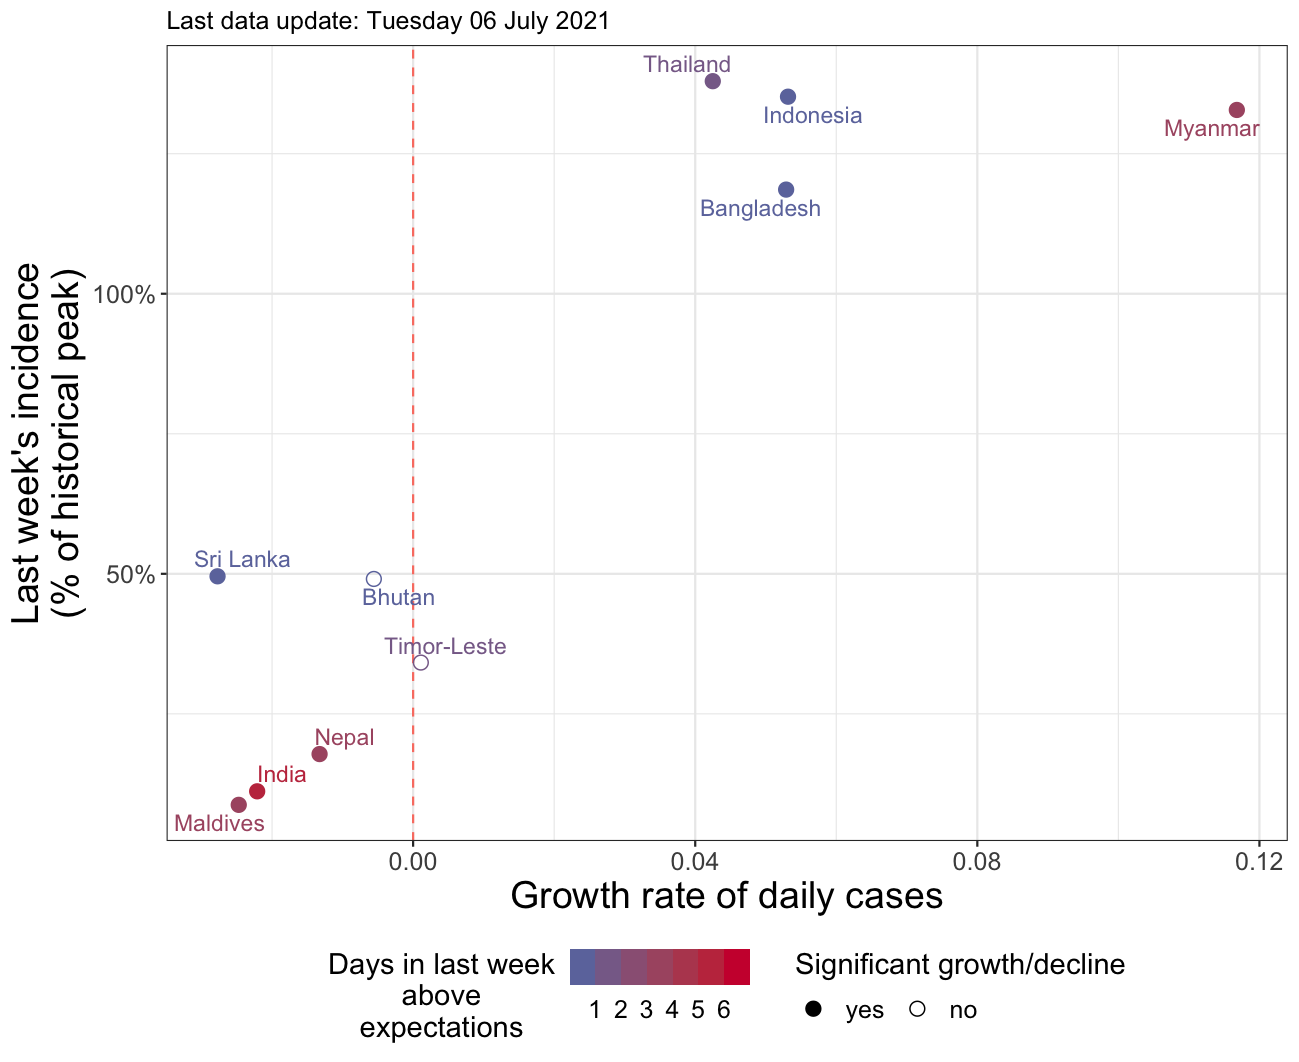 Last data update: Tuesday 06 July 2021
Thailand
Indonesia
Myanmar
Bangladesh
Last week's incidence
(% of historical peak)
100%
50%
Sri Lanka
Bhutan
Timor-Leste
Nepal
India
Maldives
0.00 0.04 0.08 0.12
Growth rate of daily cases
Days in last week
above
expectations
1 2 3 4 5 6
Significant growth/decline
yes no